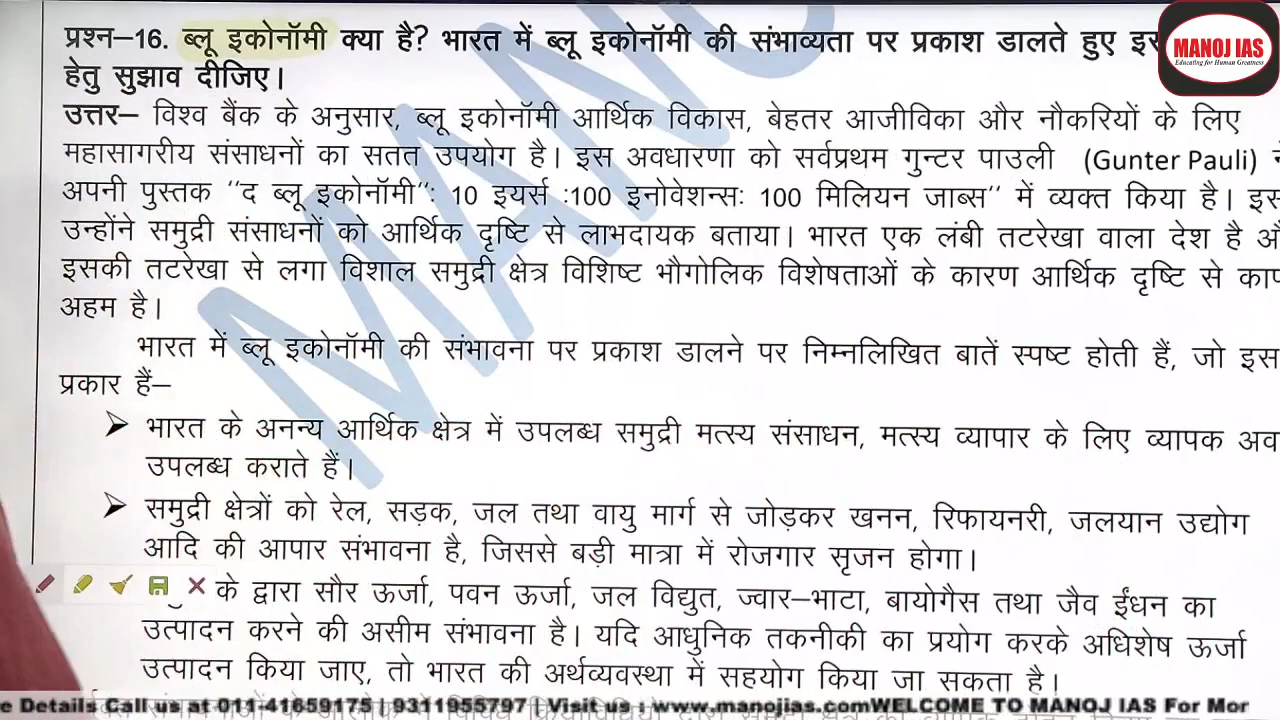 प्रश्न–16. ब्लू इकोनॉमी क्या है? भारत में ब्लू इकोनॉमी की संभाव्यता पर प्रकाश डालते हुए
हेतु सुझाव दीजिए।
MANOJ IAS
Educating for Human Greatness
उत्तर– विश्व बैंक के अनुसार, ब्लू इकोनॉमी आर्थिक विकास, बेहतर आजीविका और नौकरियों के लिए
महासागरीय संसाधनों का सतत उपयोग है। इस अवधारणा को सर्वप्रथम गुन्टर पाउली (Gunter Pauli)
अपनी पुस्तक ‘‘द ब्लू इकोनॉमी‘‘: 10 इयर्स :100 इनोवेशन्सः 100 मिलियन जाब्स‘‘ में व्यक्त किया है।
उन्होंने समुद्री संसाधनों को आर्थिक दृष्टि से लाभदायक बताया। भारत एक लंबी तटरेखा वाला देश है
इसकी तटरेखा से लगा विशाल समुद्री क्षेत्र विशिष्ट भौगोलिक विशेषताओं के कारण आर्थिक दृष्टि से
अहम है।
भारत में ब्लू इकोनॉमी की संभावना पर प्रकाश डालने पर निम्नलिखित बातें स्पष्ट होती हैं, जो इस
प्रकार हैं–
➢ भारत के अनन्य आर्थिक क्षेत्र में उपलब्ध समुद्री मत्स्य संसाधन, मत्स्य व्यापार के लिए व्यापक
उपलब्ध कराते हैं।
➢ समुद्री क्षेत्रों को रेल, सड़क, जल तथा वायु मार्ग से जोड़कर खनन, रिफायनरी, जलयान उद्योग
आदि की आपार संभावना है, जिससे बड़ी मात्रा में रोजगार सृजन होगा।
के द्वारा सौर ऊर्जा, पवन ऊर्जा, जल विद्युत, ज्वार–भाटा, बायोगैस तथा जैव ईंधन का
उत्पादन करने की असीम संभावना है। यदि आधुनिक तकनीकी का प्रयोग करके अधिशेष ऊर्जा
उत्पादन किया जाए, तो भारत की अर्थव्यवस्था में सहयोग किया जा सकता है।
e Details Call us at 011-41659175 | 9311955797 | Visit us : www.manojias.comWELCOME TO MANOJ IAS For Mor